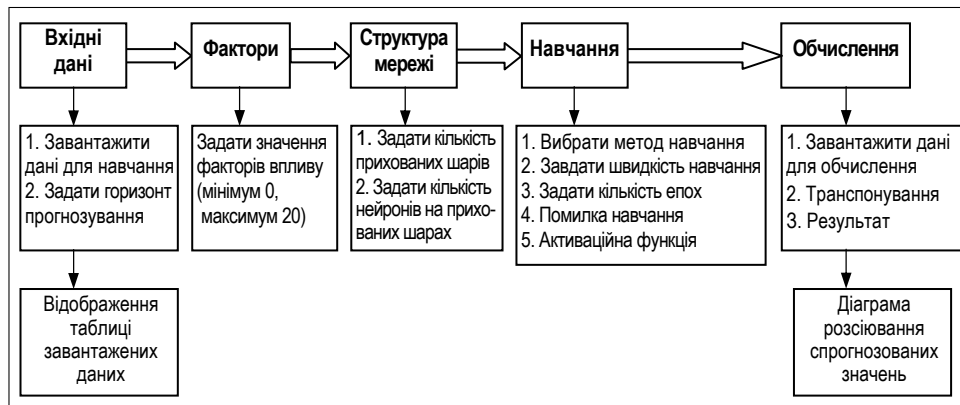 Вхідні
дані
Фактори
Структура
мережі
Навчання
Обчислення
1. Завантажити
дані для навчання
2. Задати горизонт
прогнозування
Задати значення
факторів впливу
(мінімум 0,
максимум 20)
1. Задати кількість
прихованих шарів
2. Задати кількість
нейронів на прихо-
ваних шарах
1. Вибрати метод навчання
2. Завдати швидкість навчання
3. Задати кількість епох
4. Помилка навчання
5. Активаційна функція
1. Завантажити дані
для обчислення
2. Транспонування
3. Результат
Відображення
таблиці
завантажених
даних
Діаграма
розсіювання
спрогнозованих
значень